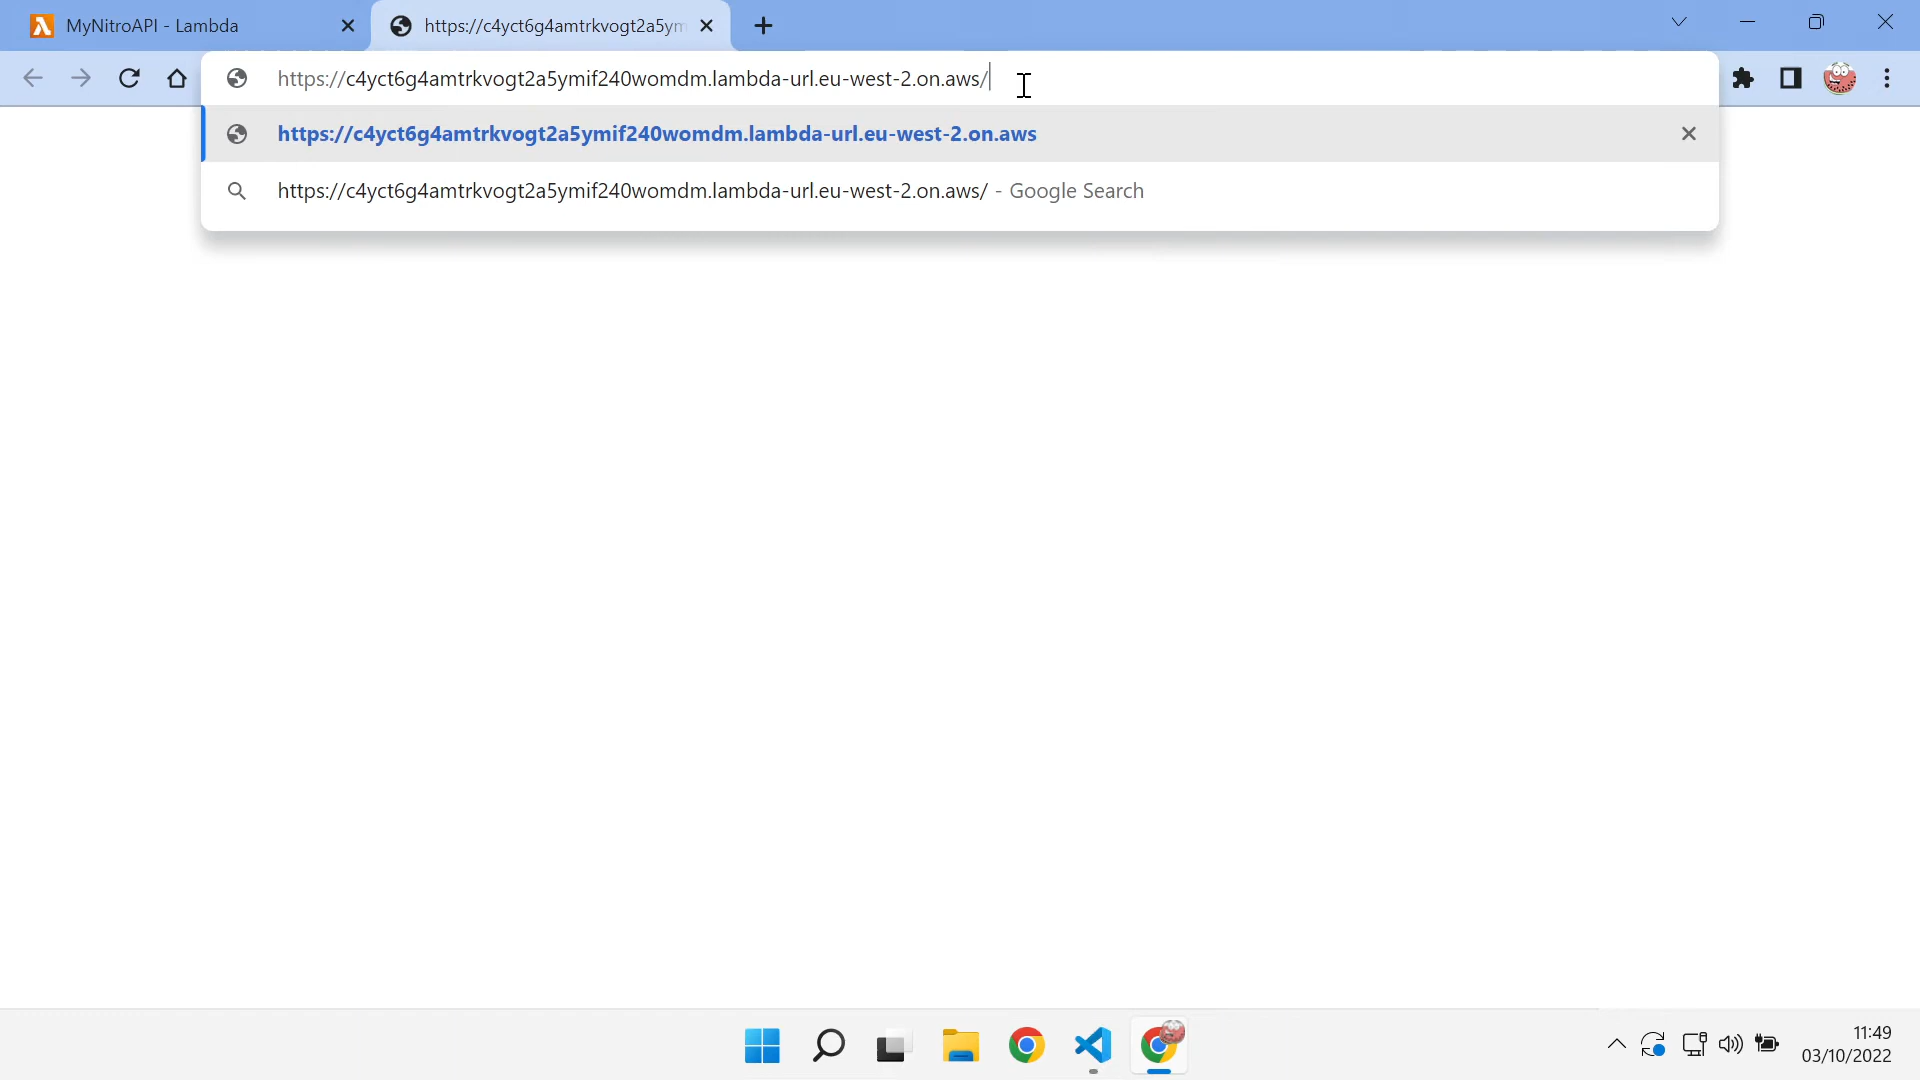 MyNitroAPI - Lambda
https://c4yct6g4amtrkvogt2a5ym
https://c4yct6g4amtrkvogt2a5ymif240womdm.lambda-url.eu-west-2.on.aws/
https://c4yct6g4amtrkvogt2a5ymif240womdm.lambda-url.eu-west-2.on.aws
https://c4yct6g4amtrkvogt2a5ymif240womdm.lambda-url.eu-west-2.on.aws/ - Google Search
11:49
03/10/2022